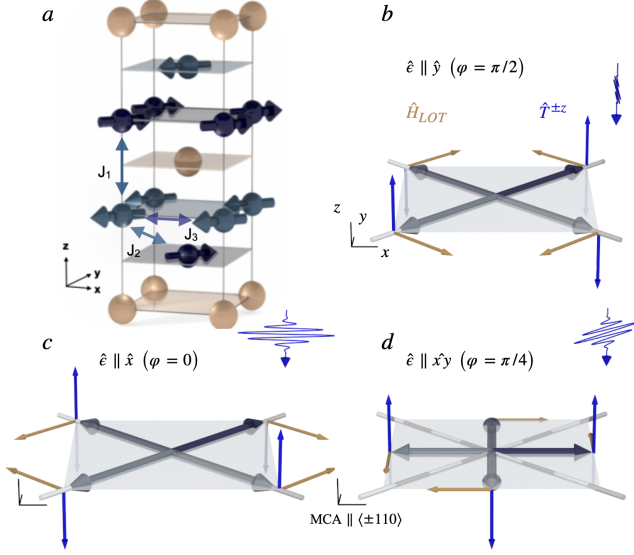 a
J₁
J₂
J₃
z
y
x
b
ε̂ ∥ ŷ (φ = π/2)
Ĥ_LOT
T̂^±z
z
y
x
c
ε̂ ∥ x̂ (φ = 0)
d
ε̂ ∥ x̂y (φ = π/4)
MCA ∥ ⟨±110⟩